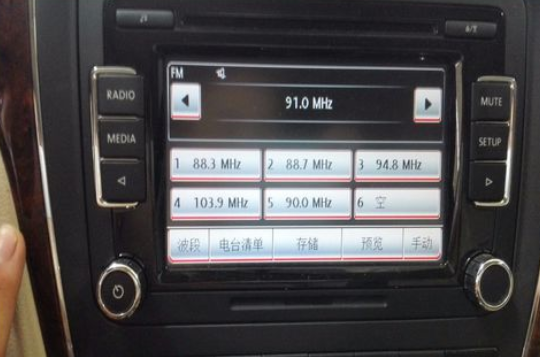 RADIO
MEDIA
MUTE
SETUP
FM
91.0 MHz
1 88.3 MHz 2 88.7 MHz 3 94.8 MHz
4 103.9 MHz 5 90.0 MHz 6 空
波段 电台清单 存储 预览 手动